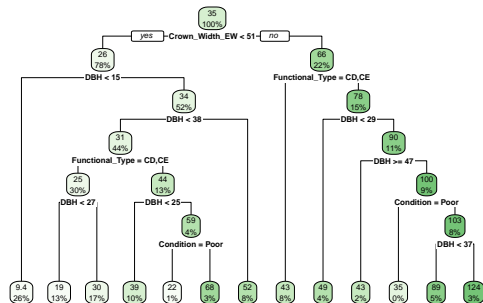 35
100%
yes Crown_Width_EW < 51 no
26
78%
66
22%
DBH < 15
Functional_Type = CD,CE
34
52%
78
15%
DBH < 38
DBH < 29
31
44%
90
11%
Functional_Type = CD,CE
DBH >= 47
25
30%
44
13%
100
9%
DBH < 27
DBH < 25
Condition = Poor
59
4%
103
8%
Condition = Poor
DBH < 37
9.4 19 30 39 22 68 52 43 49 43 35 89 124
26% 13% 17% 10% 1% 3% 8% 8% 4% 2% 0% 5% 3%